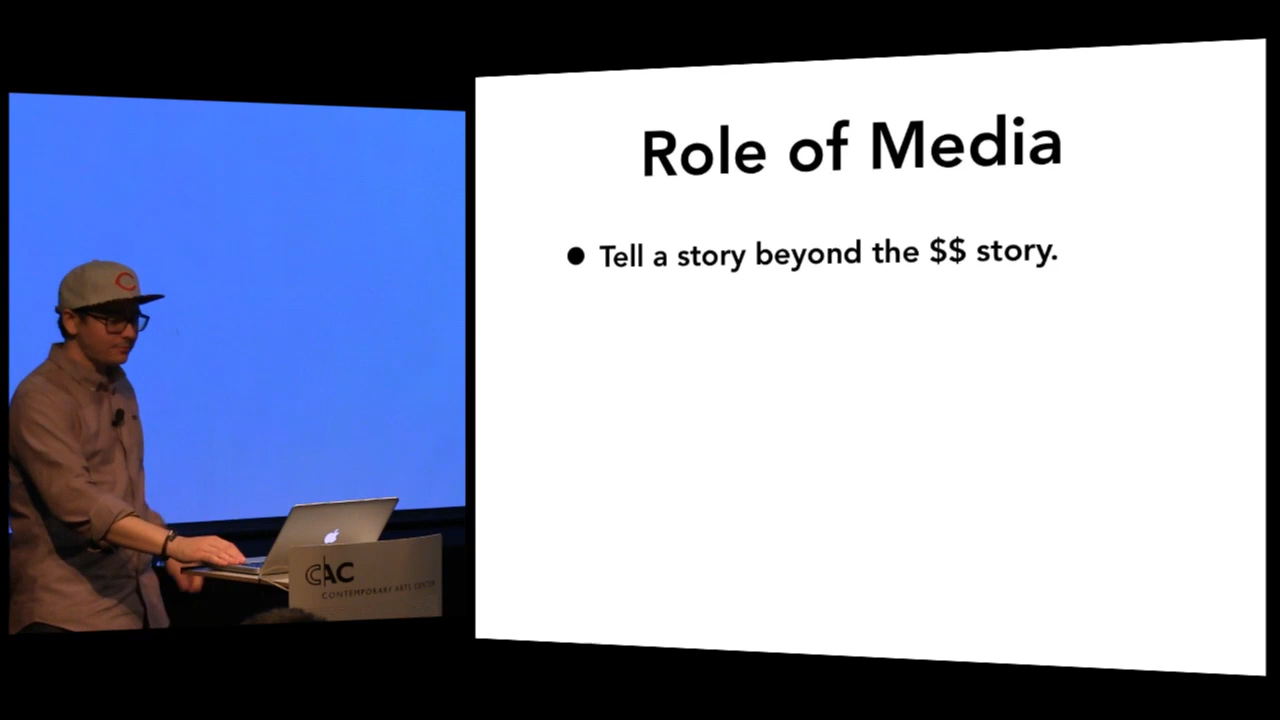 Role of Media
Tell a story beyond the $$ story.
C
CAC
CONTEMPORARY ARTS CENTER